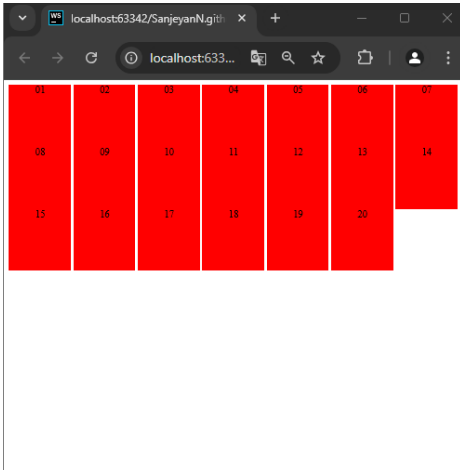 WS
localhost:63342/SanjeyanN.gith
localhost:633...
01 02 03 04 05 06 07
08 09 10 11 12 13 14
15 16 17 18 19 20